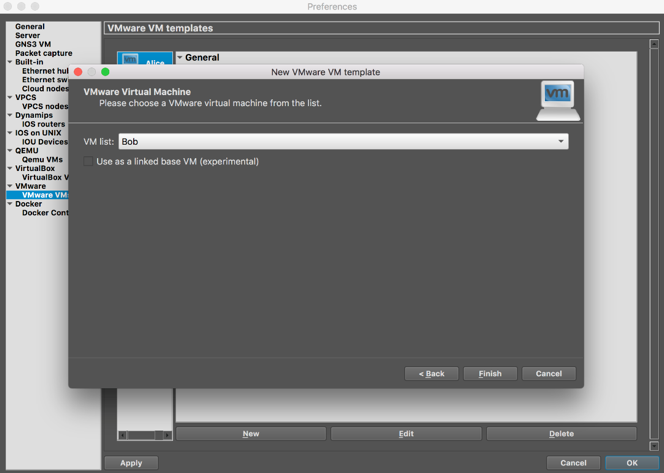 Preferences
General
Server
GNS3 VM
Packet capture
Built-in
Ethernet hul
Ethernet sw
Cloud nodes
VPCS
VPCS nodes
Dynamips
IOS routers
IOS on UNIX
IOU Devices
QEMU
Qemu VMs
VirtualBox
VirtualBox V
VMware
VMware VM
Docker
Docker Cont
VMware VM templates
Alice
General
New VMware VM template
VMware Virtual Machine
Please choose a VMware virtual machine from the list.
vm
VM list: Bob
Use as a linked base VM (experimental)
< Back Finish Cancel
New Edit Delete
Apply Cancel OK